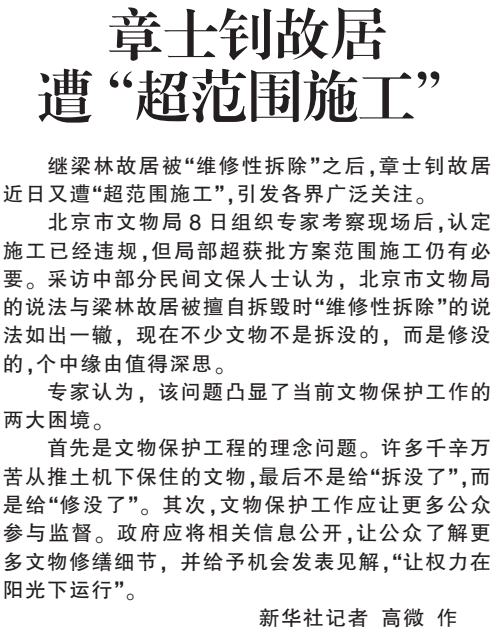 章士钊故居
遭“超范围施工”
继梁林故居被“维修性拆除”之后,章士钊故居
近日又遭“超范围施工”,引发各界广泛关注。
北京市文物局 8 日组织专家考察现场后,认定
施工已经违规,但局部超获批方案范围施工仍有必
要。采访中部分民间文保人士认为，北京市文物局
的说法与梁林故居被擅自拆毁时“维修性拆除”的说
法如出一辙，现在不少文物不是拆没的，而是修没
的,个中缘由值得深思。
专家认为，该问题凸显了当前文物保护工作的
两大困境。
首先是文物保护工程的理念问题。许多千辛万
苦从推土机下保住的文物,最后不是给“拆没了”,而
是给“修没了”。其次,文物保护工作应让更多公众
参与监督。政府应将相关信息公开,让公众了解更
多文物修缮细节，并给予机会发表见解,“让权力在
阳光下运行”。
新华社记者 高微 作